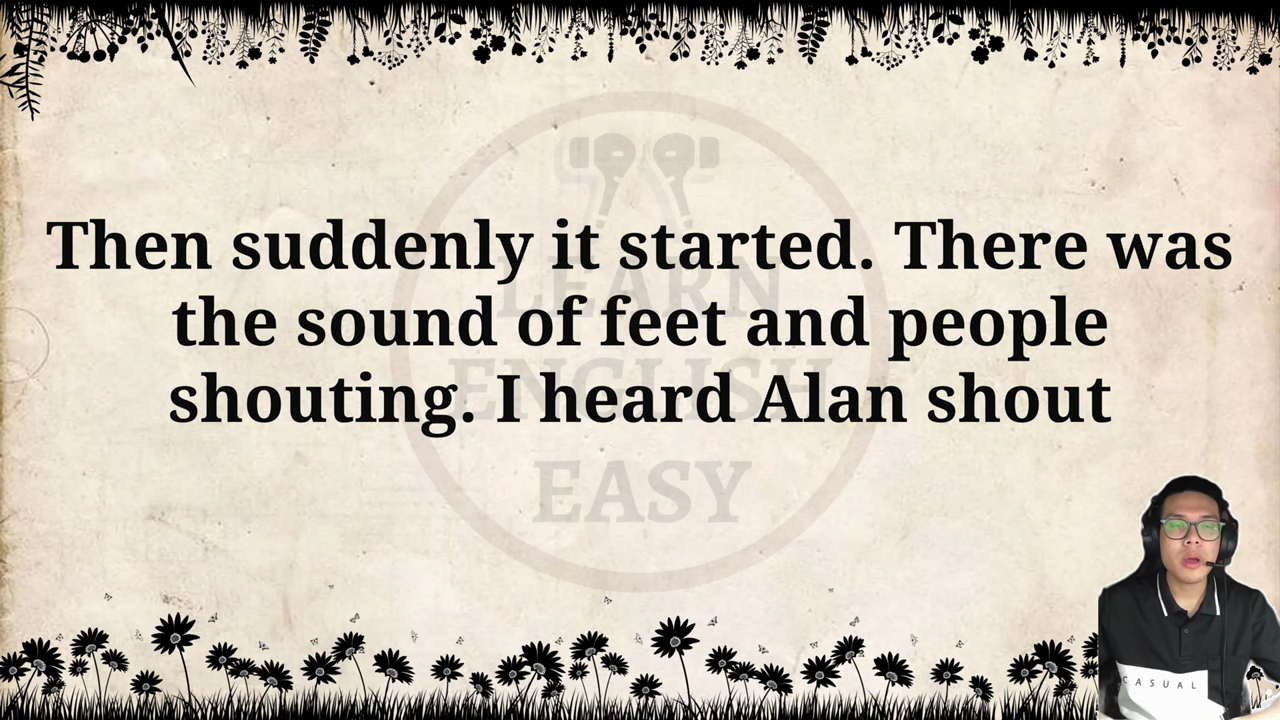 Then suddenly it started. There was
the sound of feet and people
shouting. I heard Alan shout
LEARN
ENGLISH
EASY
CASUAL